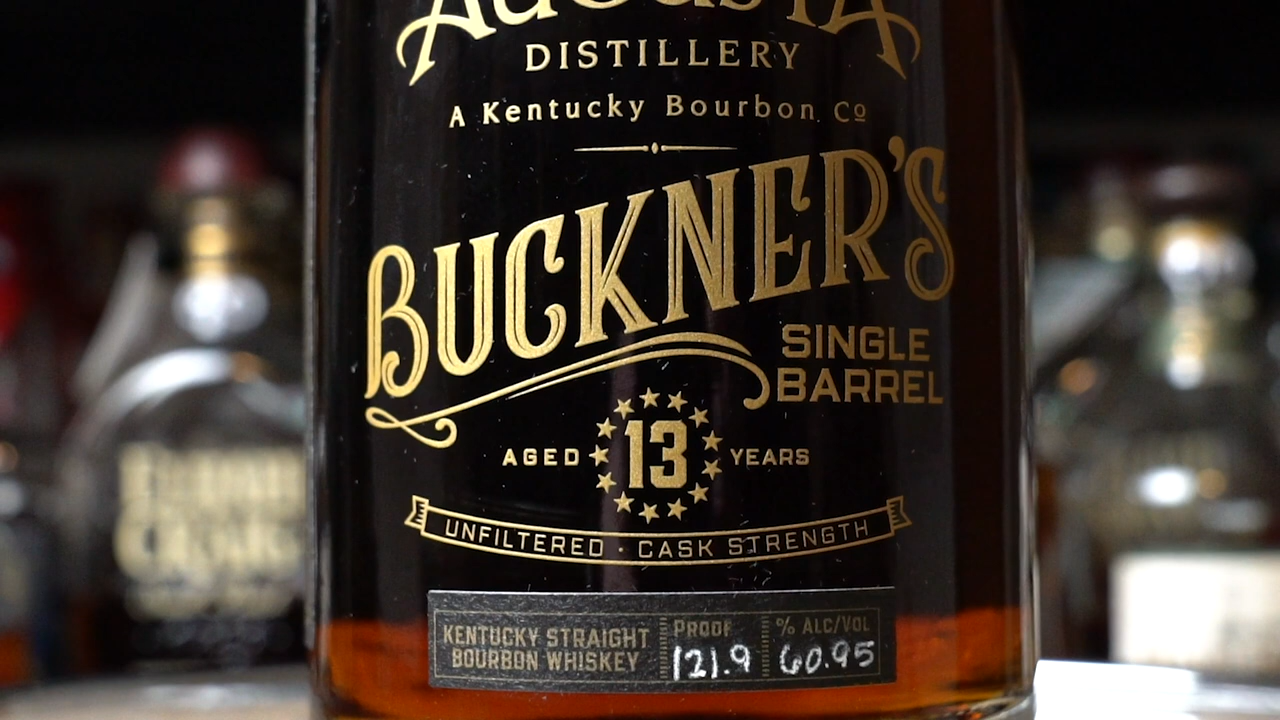 AUGUSTA
DISTILLERY
A Kentucky Bourbon Co
BUCKNER'S
SINGLE
BARREL
AGED 13 YEARS
UNFILTERED · CASK STRENGTH
KENTUCKY STRAIGHT
BOURBON WHISKEY
PROOF
121.9
% ALC/VOL
60.95